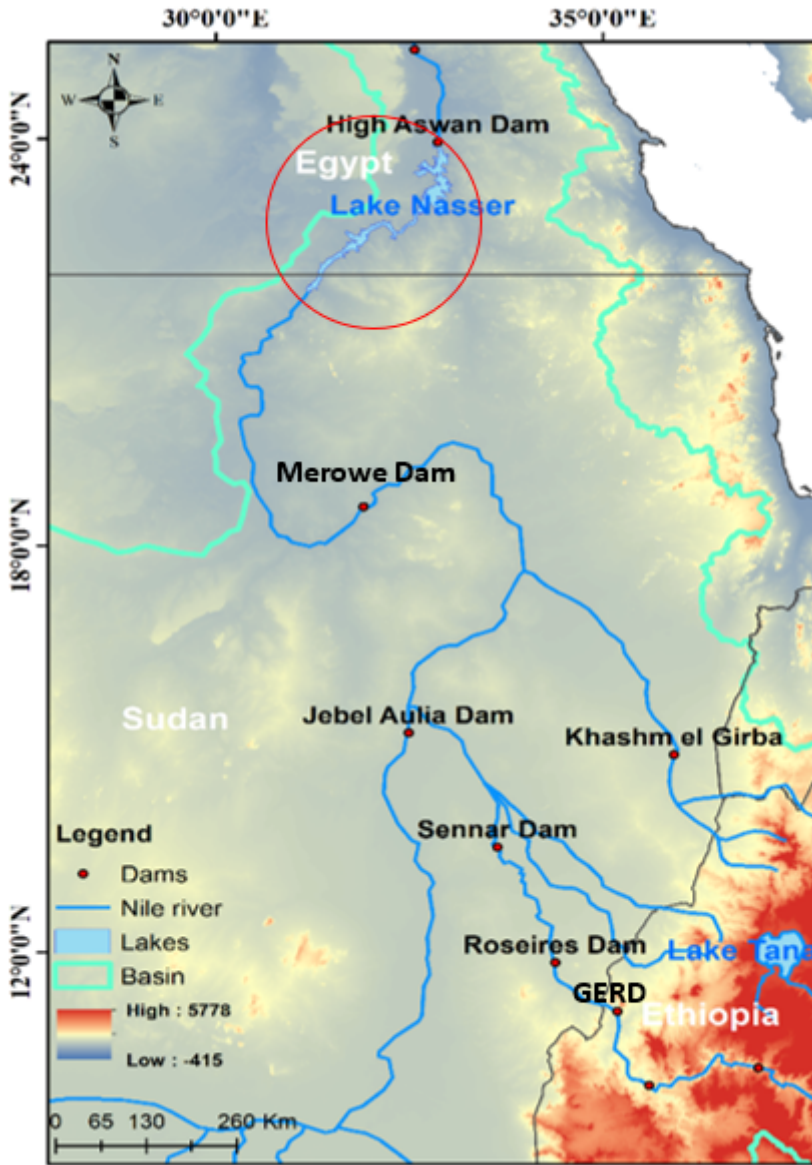 30°0'0"E
35°0'0"E
N
W
E
S
24°0'0"N
High Aswan Dam
Egypt
Lake Nasser
Merowe Dam
18°0'0"N
Sudan
Jebel Aulia Dam
Khashm el Girba
Sennar Dam
Legend
Dams
Nile river
Lakes
Basin
High : 5778
Low : -415
12°0'0"N
Roseires Dam
Lake Tana
GERD
Ethiopia
0 65 130 260 Km